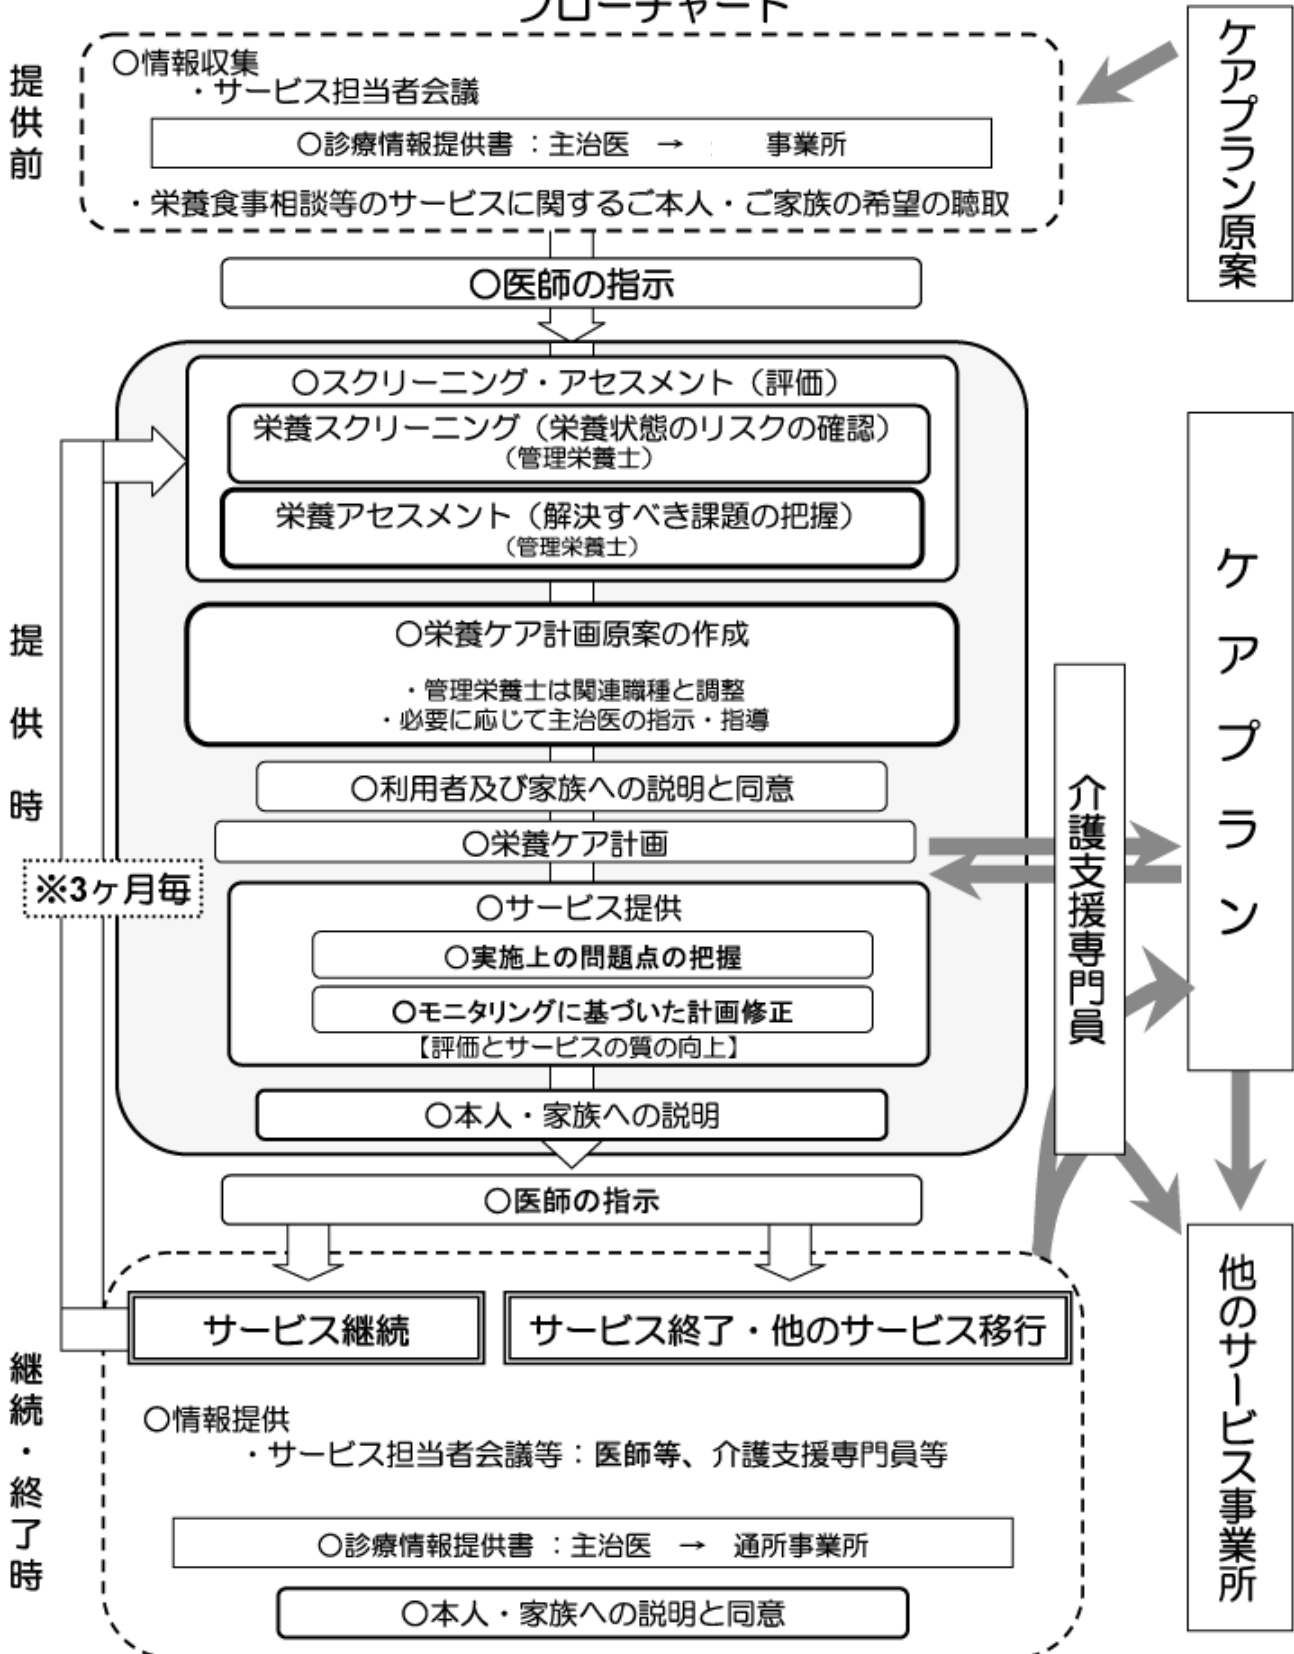 フローチャート
提供前
○情報収集
・サービス担当者会議
○診療情報提供書 ：主治医 → 事業所
・栄養食事相談等のサービスに関するご本人・ご家族の希望の聴取
ケアプラン原案
○医師の指示
提供時
○スクリーニング・アセスメント（評価）
栄養スクリーニング（栄養状態のリスクの確認）
（管理栄養士）
栄養アセスメント（解決すべき課題の把握）
（管理栄養士）
○栄養ケア計画原案の作成
・管理栄養士は関連職種と調整
・必要に応じて主治医の指示・指導
○利用者及び家族への説明と同意
○栄養ケア計画
※3ヶ月毎
○サービス提供
○実施上の問題点の把握
○モニタリングに基づいた計画修正
【評価とサービスの質の向上】
○本人・家族への説明
介護支援専門員
ケアプラン
○医師の指示
継続・終了時
サービス継続
サービス終了・他のサービス移行
○情報提供
・サービス担当者会議等：医師等、介護支援専門員等
○診療情報提供書 ：主治医 → 通所事業所
○本人・家族への説明と同意
他のサービス事業所